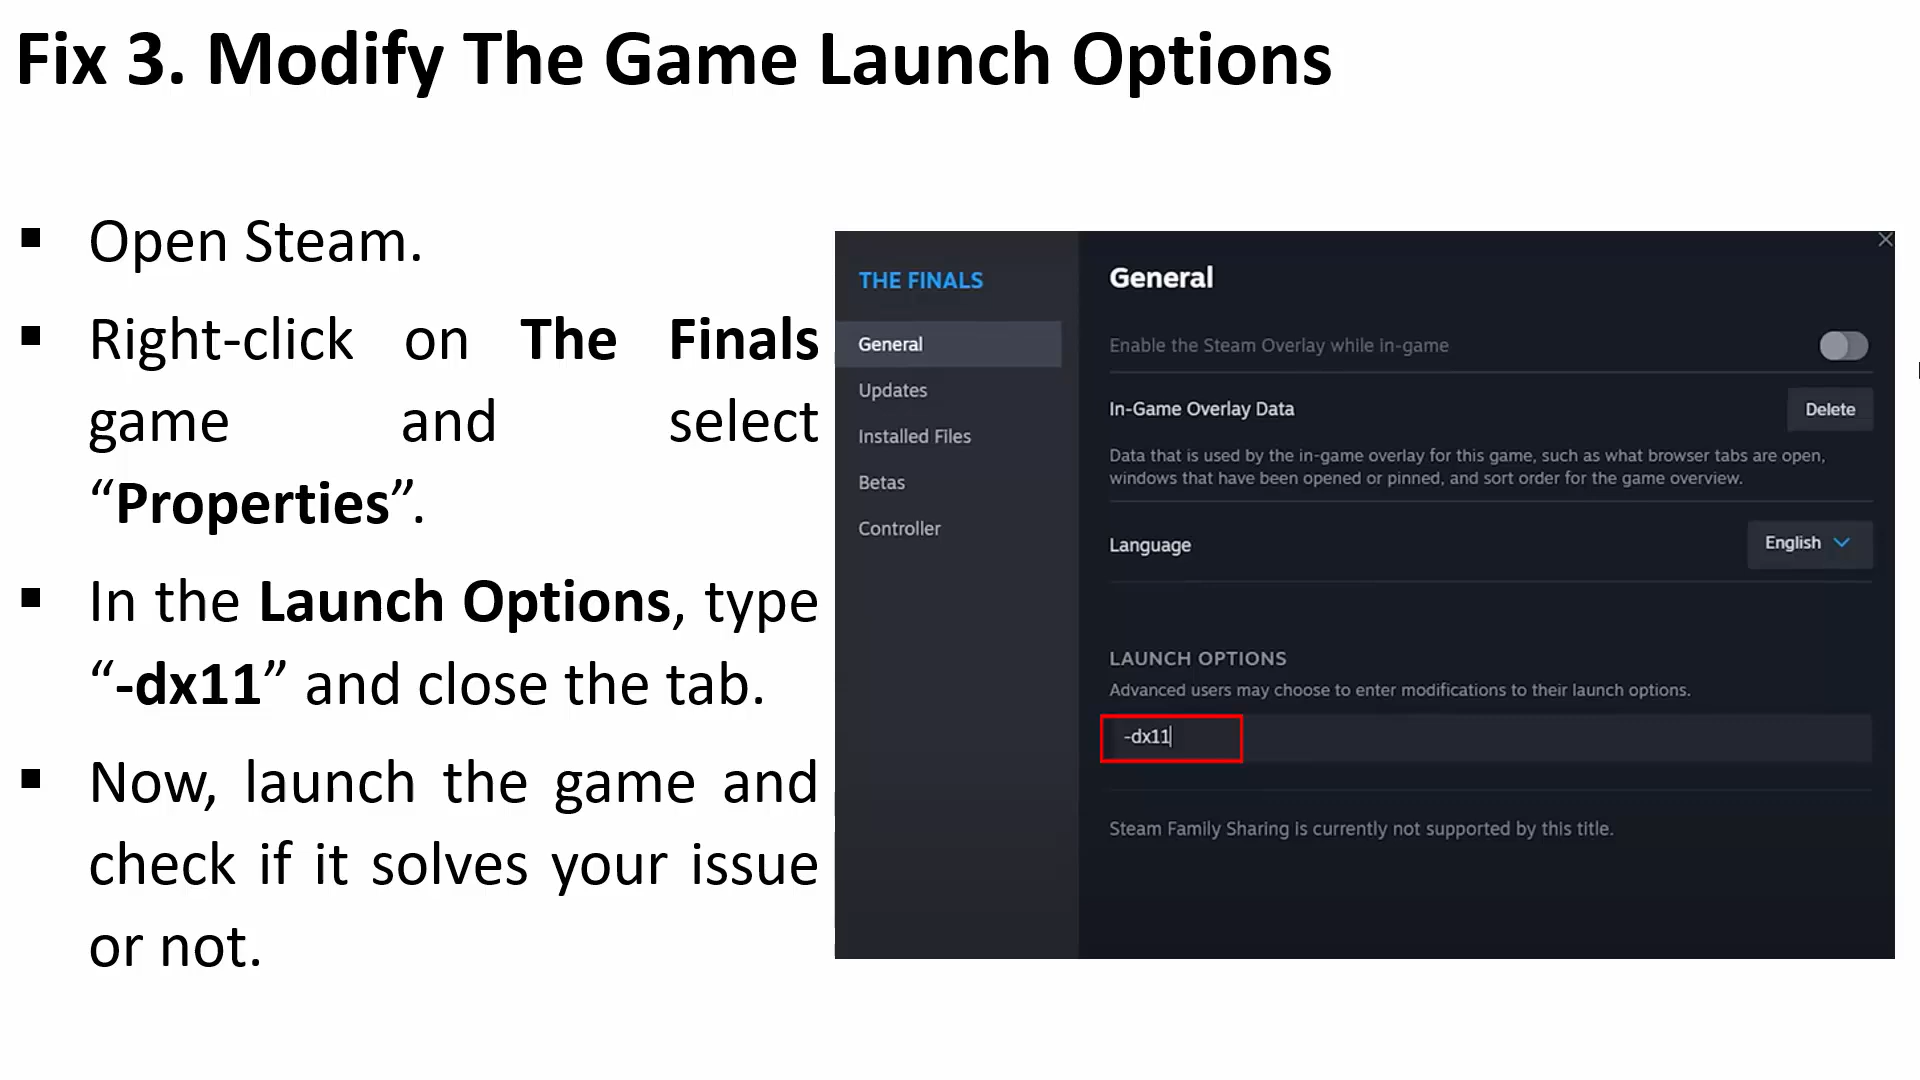 Fix 3. Modify The Game Launch Options
▪ Open Steam.
▪ Right-click on The Finals
game and select
“Properties”.
▪ In the Launch Options, type
“-dx11” and close the tab.
▪ Now, launch the game and
check if it solves your issue
or not.
THE FINALS
General
Updates
Installed Files
Betas
Controller
General
Enable the Steam Overlay while in-game
In-Game Overlay Data
Delete
Data that is used by the in-game overlay for this game, such as what browser tabs are open,
windows that have been opened or pinned, and sort order for the game overview.
Language
English
LAUNCH OPTIONS
Advanced users may choose to enter modifications to their launch options.
-dx11
Steam Family Sharing is currently not supported by this title.